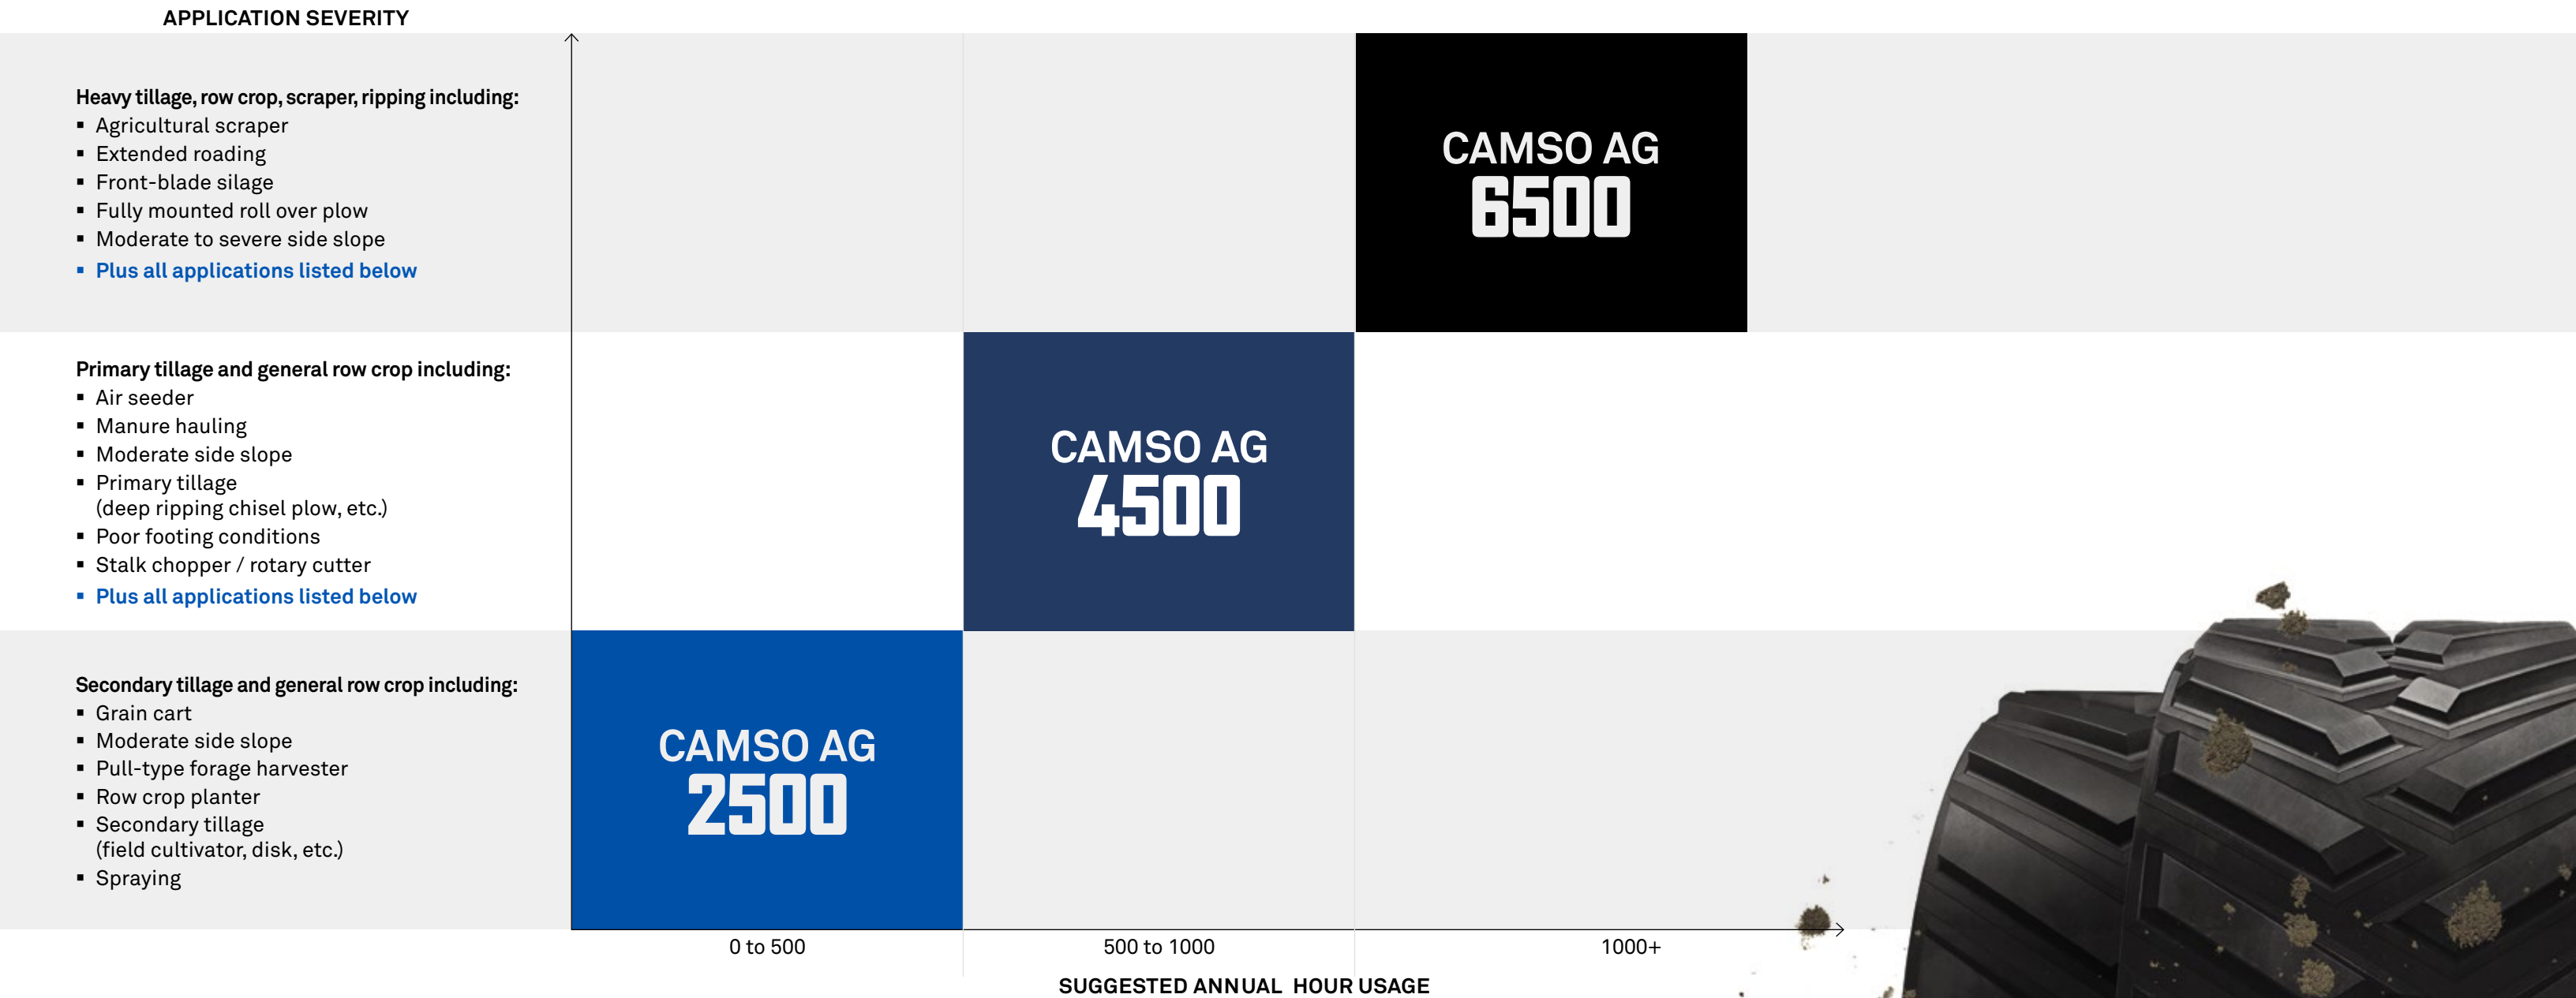 APPLICATION SEVERITY
Heavy tillage, row crop, scraper, ripping including:
▪ Agricultural scraper
▪ Extended roading
▪ Front-blade silage
▪ Fully mounted roll over plow
▪ Moderate to severe side slope
▪ Plus all applications listed below
CAMSO AG
6500
Primary tillage and general row crop including:
▪ Air seeder
▪ Manure hauling
▪ Moderate side slope
▪ Primary tillage
(deep ripping chisel plow, etc.)
▪ Poor footing conditions
▪ Stalk chopper / rotary cutter
▪ Plus all applications listed below
CAMSO AG
4500
Secondary tillage and general row crop including:
▪ Grain cart
▪ Moderate side slope
▪ Pull-type forage harvester
▪ Row crop planter
▪ Secondary tillage
(field cultivator, disk, etc.)
▪ Spraying
CAMSO AG
2500
0 to 500
500 to 1000
1000+
SUGGESTED ANNUAL HOUR USAGE